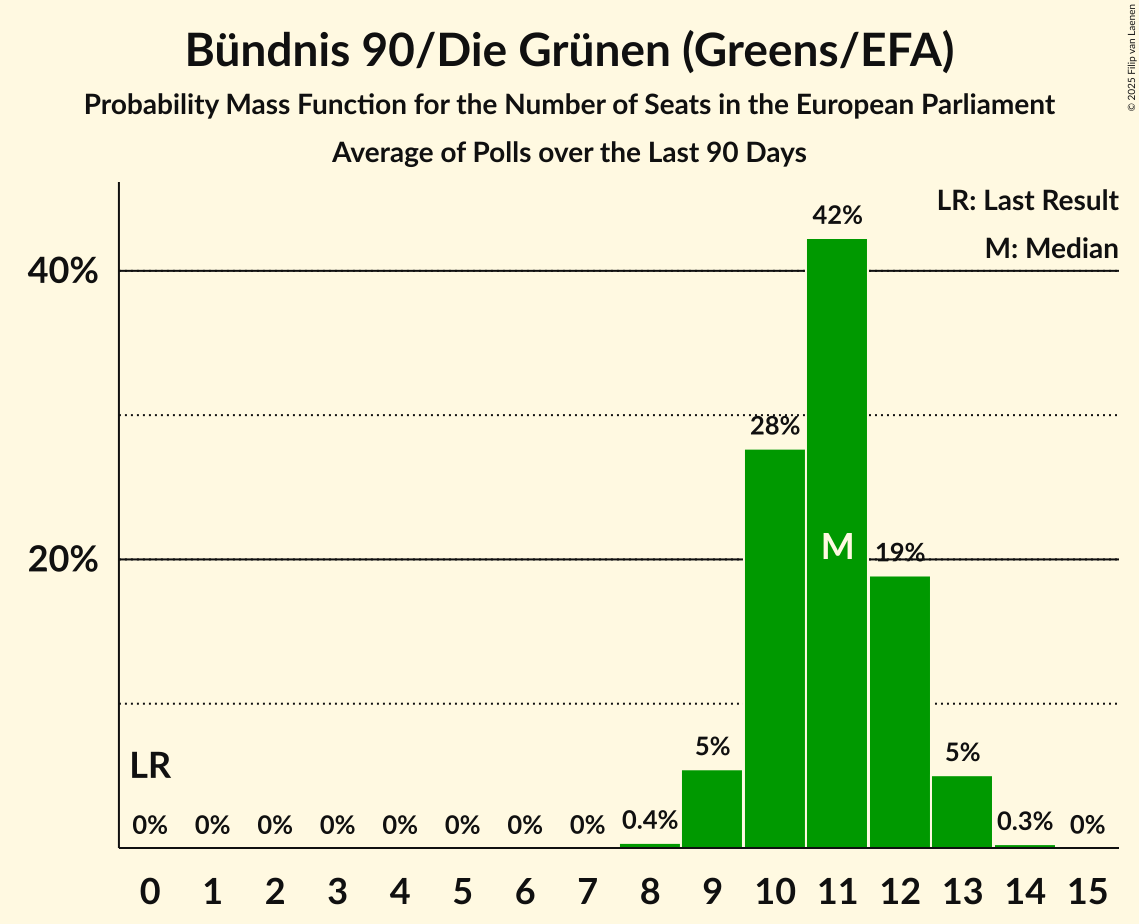 Bündnis 90/Die Grünen (Greens/EFA)
Probability Mass Function for the Number of Seats in the European Parliament
Average of Polls over the Last 90 Days
© 2025 Filip van Laenen
LR: Last Result
M: Median
42%
40%
28%
M
20%
19%
5%
5%
LR
0% 0% 0% 0% 0% 0% 0% 0% 0.4% 0.3% 0%
0 1 2 3 4 5 6 7 8 9 10 11 12 13 14 15